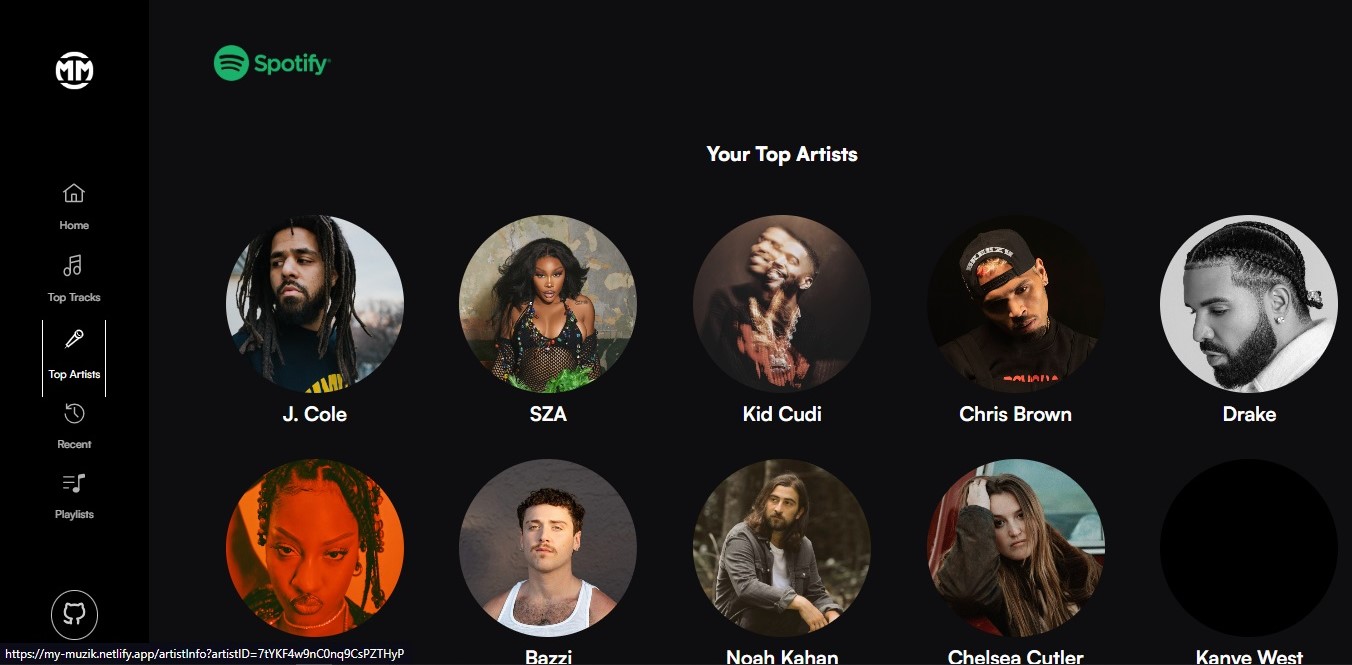 MM
Spotify
Your Top Artists
Home
Top Tracks
Top Artists
Recent
Playlists
J. Cole
SZA
Kid Cudi
Chris Brown
Drake
Bazzi
Noah Kahan
Chelsea Cutler
Kanye West
https://my-muzik.netlify.app/artistInfo?artistID=7tYKF4w9nC0nq9CsPZTHyP